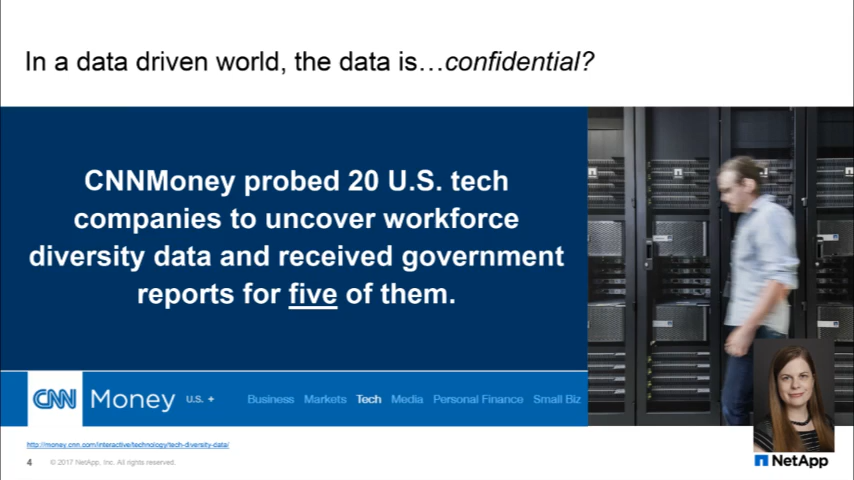 In a data driven world, the data is…confidential?
CNNMoney probed 20 U.S. tech
companies to uncover workforce
diversity data and received government
reports for five of them.
CNN Money U.S. + Business Markets Tech Media Personal Finance Small Biz
http://money.cnn.com/interactive/technology/tech-diversity-data/
4 © 2017 NetApp, Inc. All rights reserved.
NetApp